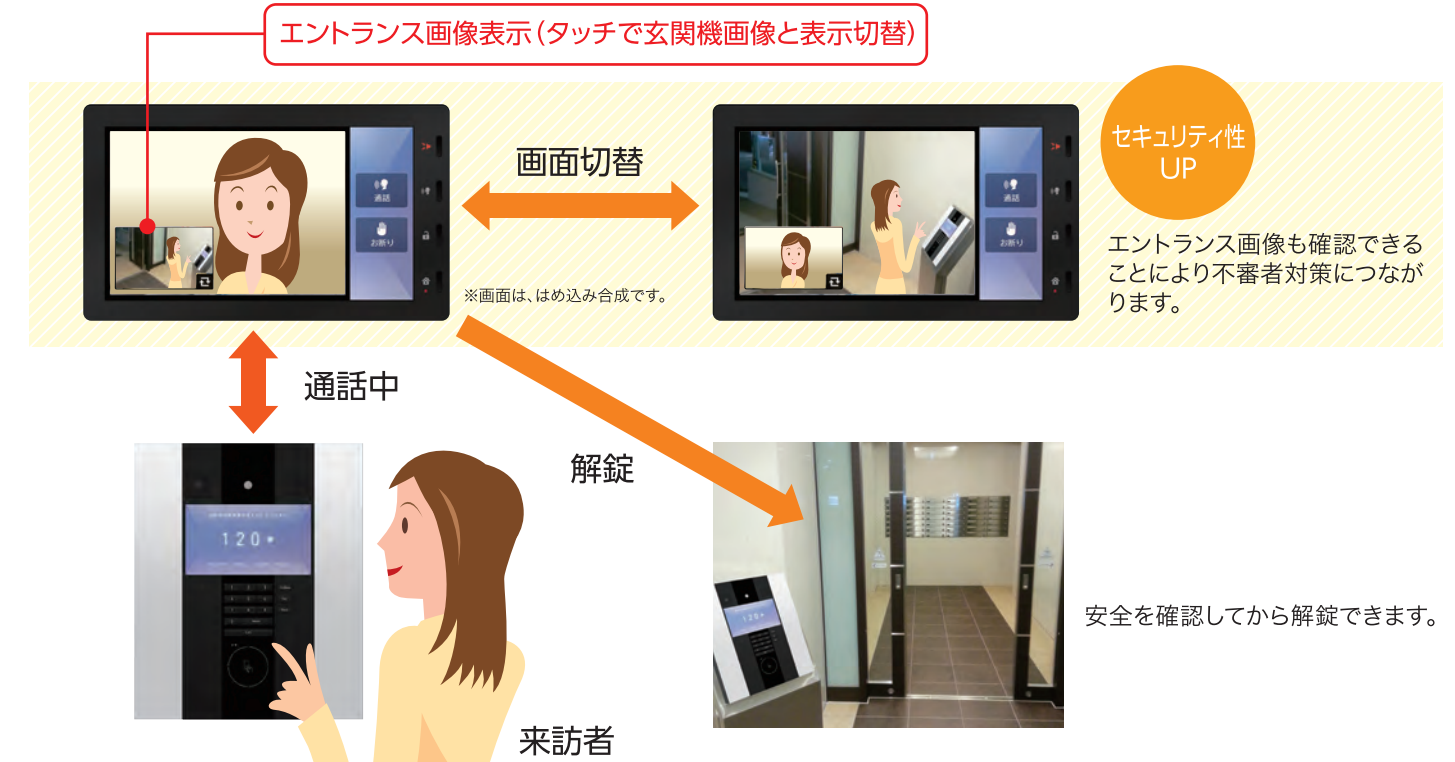 エントランス画像表示(タッチで玄関機画像と表示切替)
通話
お断り
画面切替
※画面は、はめ込み合成です。
通話
お断り
セキュリティ性
UP
エントランス画像も確認できる
ことにより不審者対策につなが
ります。
通話中
解錠
120
120
安全を確認してから解錠できます。
来訪者